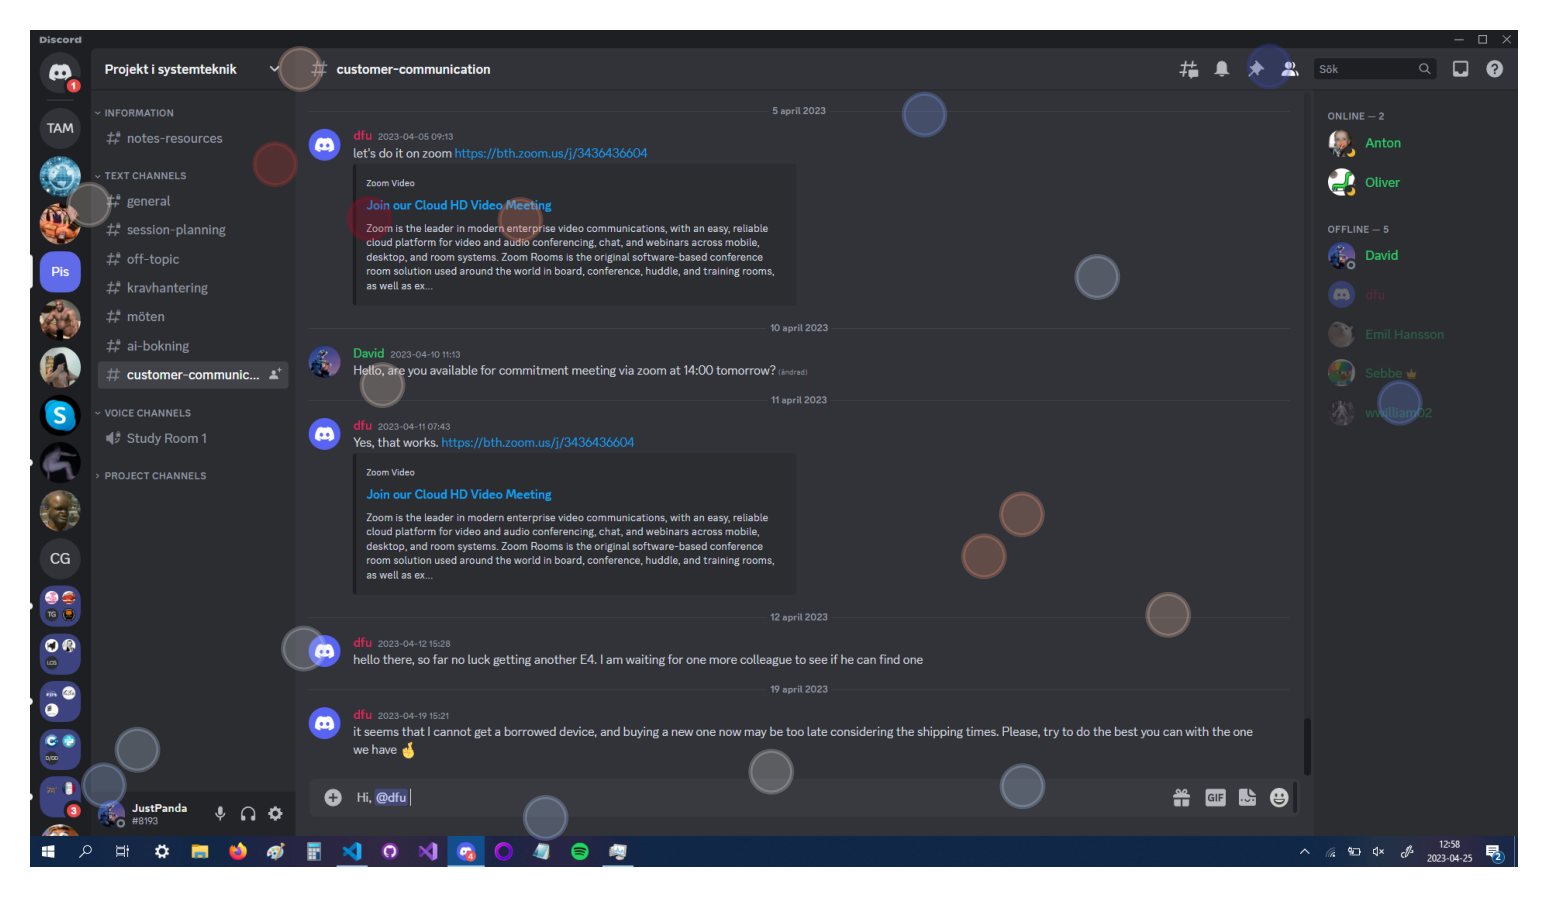 Discord
1
Projekt i systemteknik
customer-communication
Sök
TAM
Pis
CG
TG
LCG
D/DD
3
INFORMATION
notes-resources
TEXT CHANNELS
general
session-planning
off-topic
kravhantering
möten
ai-bokning
customer-communic...
VOICE CHANNELS
Study Room 1
PROJECT CHANNELS
JustPanda
#8193
5 april 2023
dfu 2023-04-05 09:13
let's do it on zoom https://bth.zoom.us/j/3436436604
Zoom Video
Join our Cloud HD Video Meeting
Zoom is the leader in modern enterprise video communications, with an easy, reliable
cloud platform for video and audio conferencing, chat, and webinars across mobile,
desktop, and room systems. Zoom Rooms is the original software-based conference
room solution used around the world in board, conference, huddle, and training rooms,
as well as ex...
10 april 2023
David 2023-04-10 11:13
Hello, are you available for commitment meeting via zoom at 14:00 tomorrow? (ändrad)
11 april 2023
dfu 2023-04-11 07:43
Yes, that works. https://bth.zoom.us/j/3436436604
Zoom Video
Join our Cloud HD Video Meeting
Zoom is the leader in modern enterprise video communications, with an easy, reliable
cloud platform for video and audio conferencing, chat, and webinars across mobile,
desktop, and room systems. Zoom Rooms is the original software-based conference
room solution used around the world in board, conference, huddle, and training rooms,
as well as ex...
12 april 2023
dfu 2023-04-12 15:28
hello there, so far no luck getting another E4. I am waiting for one more colleague to see if he can find one
19 april 2023
dfu 2023-04-19 15:21
it seems that I cannot get a borrowed device, and buying a new one now may be too late considering the shipping times. Please, try to do the best you can with the one
we have 🤞
Hi, @dfu
GIF
ONLINE — 2
Anton
Oliver
OFFLINE — 5
David
dfu
Emil Hansson
Sebbe
wwilliam02
4
12:58
2023-04-25
2